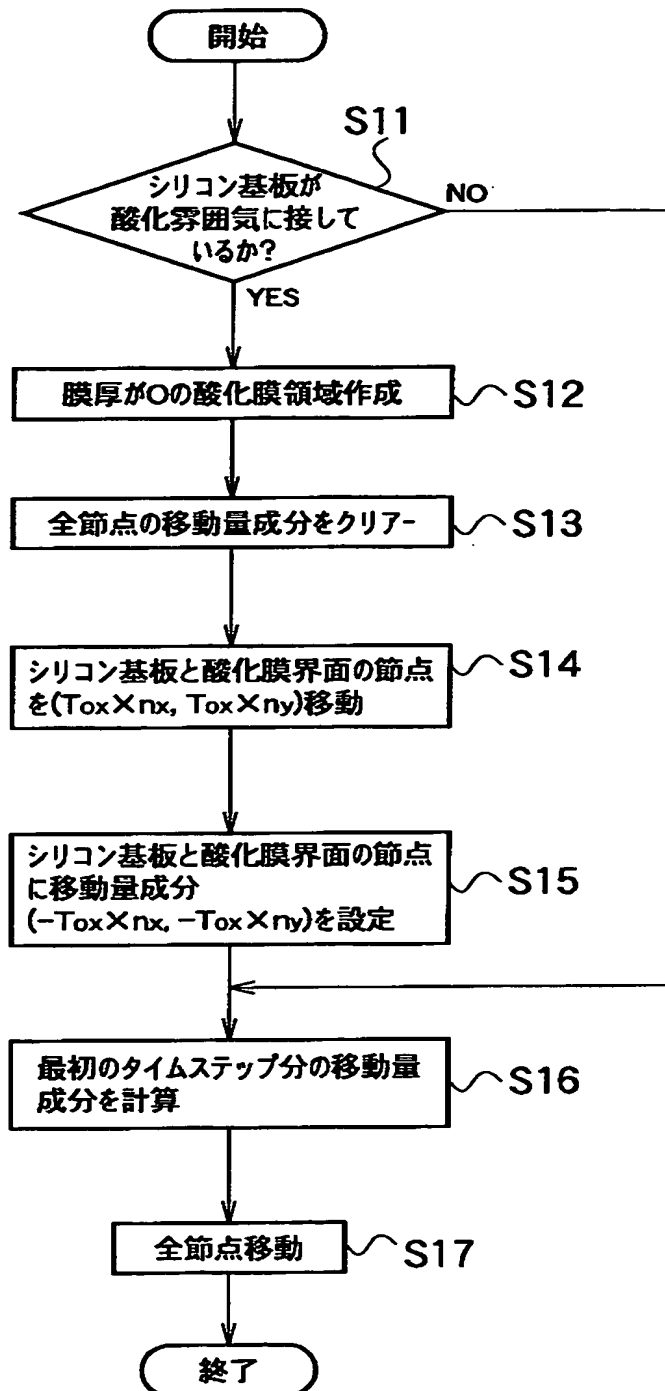 開始
S11
シリコン基板が
酸化雰囲気に接して
いるか?
NO
YES
膜厚が0の酸化膜領域作成
S12
全節点の移動量成分をクリアー
S13
シリコン基板と酸化膜界面の節点
を(Tox×nx, Tox×ny)移動
S14
シリコン基板と酸化膜界面の節点
に移動量成分
(-Tox×nx, -Tox×ny)を設定
S15
最初のタイムステップ分の移動量
成分を計算
S16
全節点移動
S17
終了